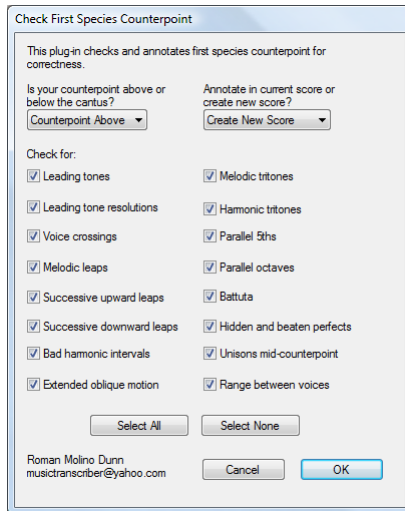 Check First Species Counterpoint
This plug-in checks and annotates first species counterpoint for
correctness.
Is your counterpoint above or
below the cantus?
Counterpoint Above
Annotate in current score or
create new score?
Create New Score
Check for:
Leading tones
Melodic tritones
Leading tone resolutions
Harmonic tritones
Voice crossings
Parallel 5ths
Melodic leaps
Parallel octaves
Successive upward leaps
Battuta
Successive downward leaps
Hidden and beaten perfects
Bad harmonic intervals
Unisons mid-counterpoint
Extended oblique motion
Range between voices
Select All
Select None
Roman Molino Dunn
musictranscriber@yahoo.com
Cancel
OK